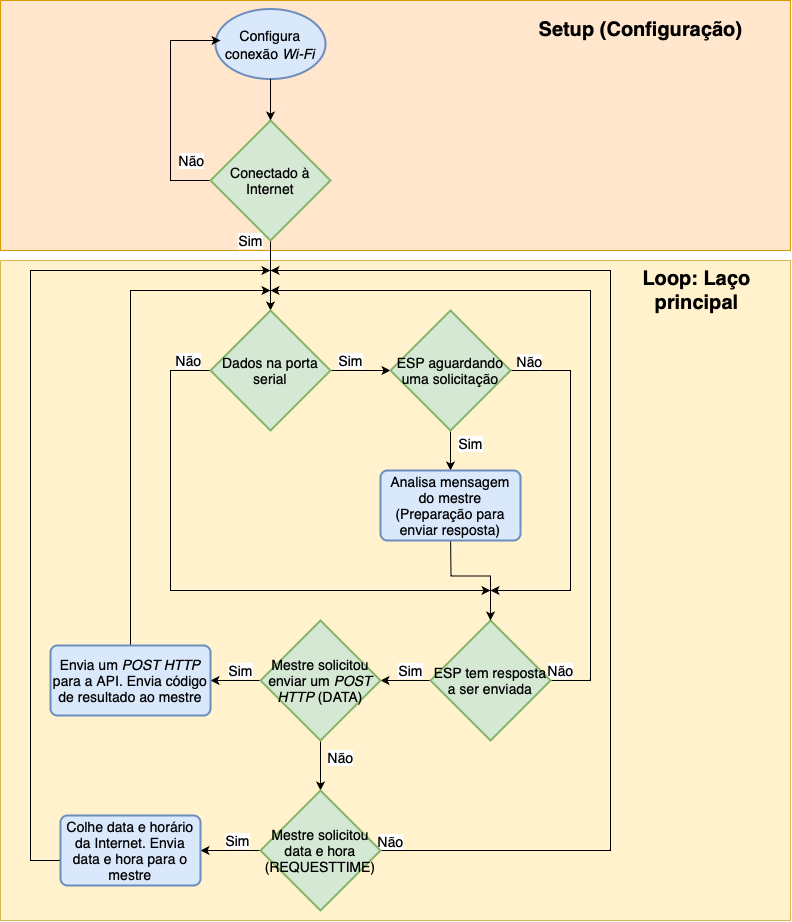 Configura
conexão Wi-Fi
Setup (Configuração)
Não
Conectado à
Internet
Sim
Loop: Laço
principal
Não
Dados na porta
serial
Sim
ESP aguardando
uma solicitação
Não
Sim
Analisa mensagem
do mestre
(Preparação para
enviar resposta)
Envia um POST HTTP
para a API. Envia código
de resultado ao mestre
Sim
Mestre solicitou
enviar um POST
HTTP (DATA)
Sim
ESP tem resposta
a ser enviada
Não
Não
Colhe data e horário
da Internet. Envia
data e hora para o
mestre
Sim
Mestre solicitou
data e hora
(REQUESTTIME)
Não